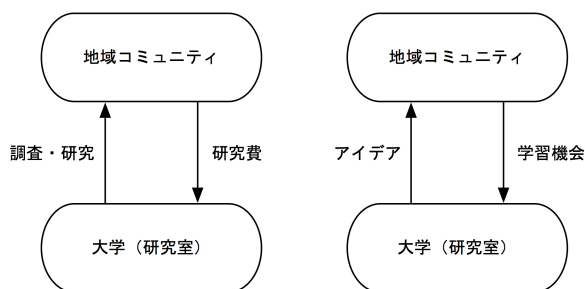 地域コミュニティ
調査・研究
研究費
大学（研究室）
地域コミュニティ
アイデア
学習機会
大学（研究室）